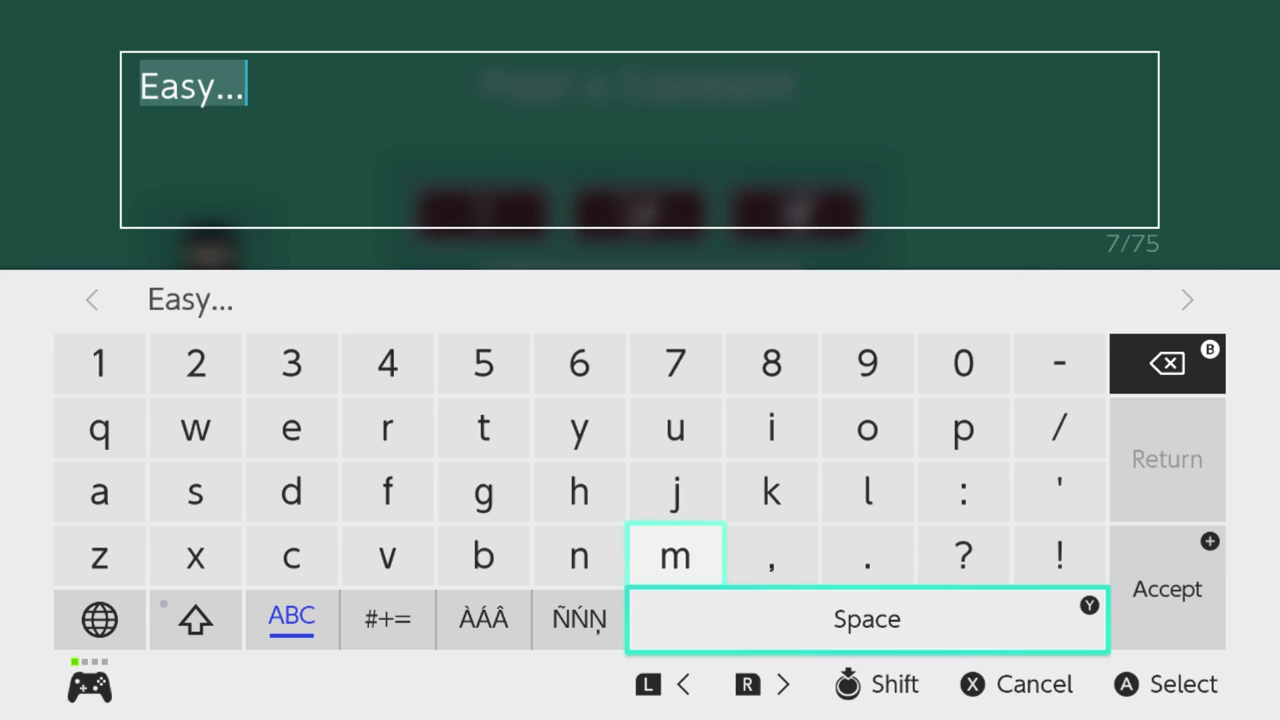 Easy...
7/75
Easy...
1 2 3 4 5 6 7 8 9 0 - B
q w e r t y u i o p / Return
a s d f g h j k l : '
z x c v b n m , . ? ! + Accept
ABC #+= ÀÁÂ ÑŃŅ Space Y
L < R > Shift X Cancel A Select